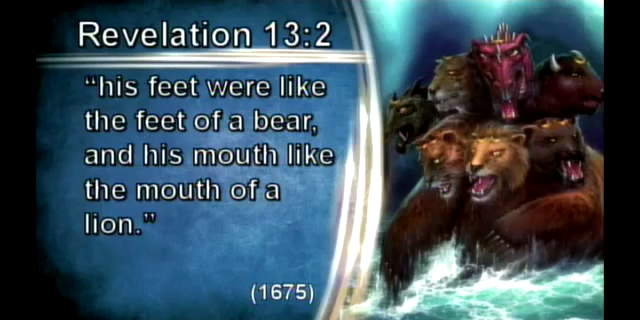 Revelation 13:2
“his feet were like
the feet of a bear,
and his mouth like
the mouth of a
lion.”
(1675)